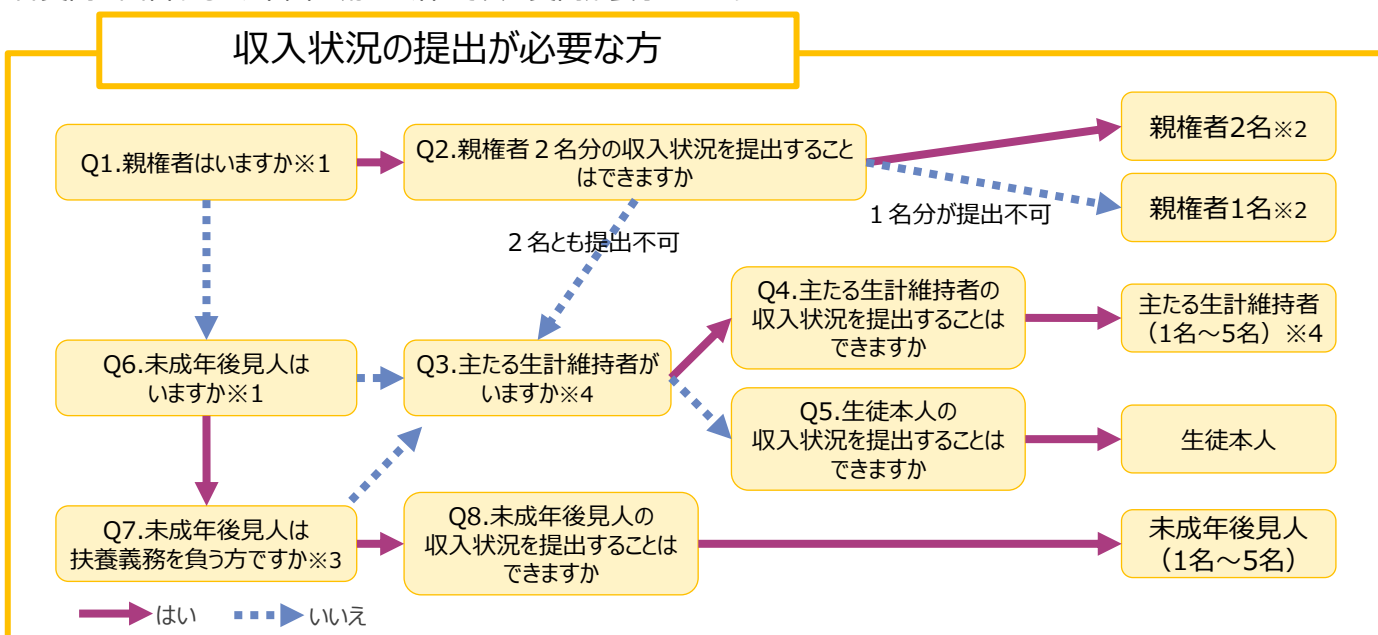 収入状況の提出が必要な方
Q1.親権者はいますか※1
Q2.親権者２名分の収入状況を提出すること
はできますか
親権者2名※2
親権者1名※2
１名分が提出不可
２名とも提出不可
Q4.主たる生計維持者の
収入状況を提出することは
できますか
主たる生計維持者
（1名～5名）※4
Q6.未成年後見人は
いますか※1
Q3.主たる生計維持者が
いますか※4
Q5.生徒本人の
収入状況を提出することは
できますか
生徒本人
Q7.未成年後見人は
扶養義務を負う方ですか※3
Q8.未成年後見人の
収入状況を提出することは
できますか
未成年後見人
（1名～5名）
はい
いいえ